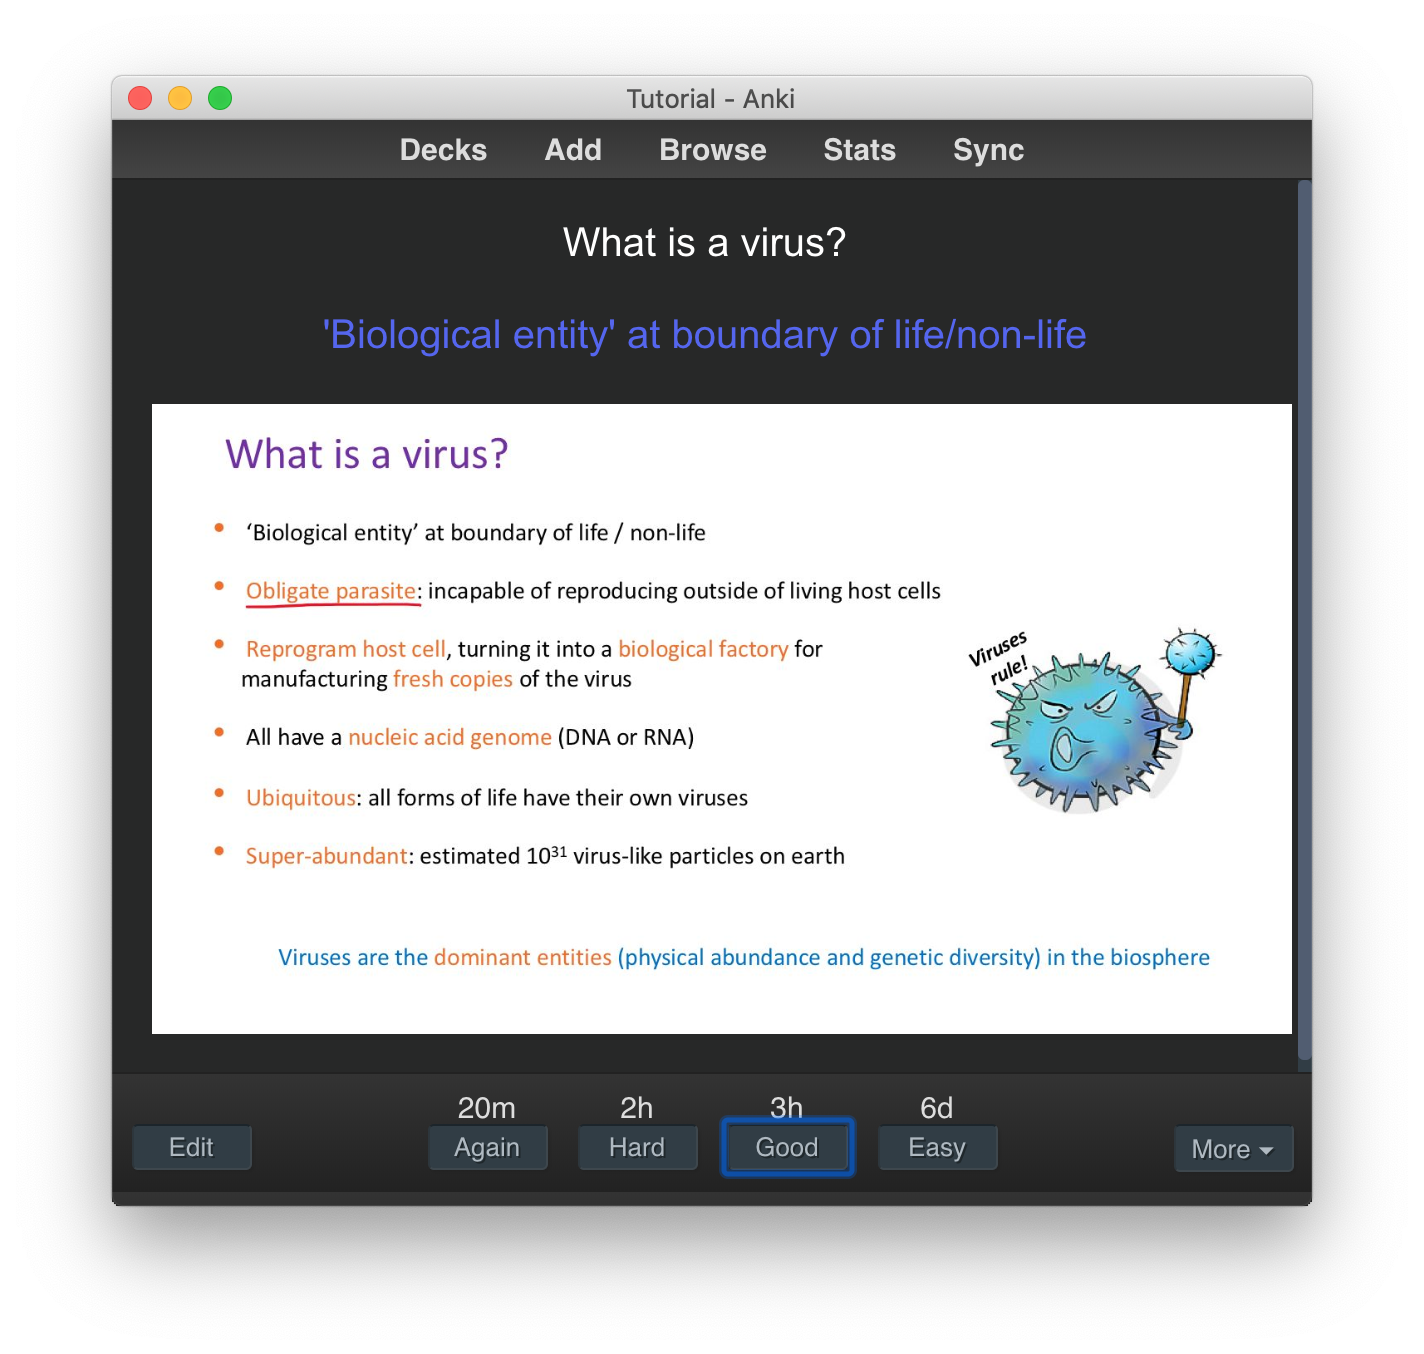 Tutorial - Anki
Decks Add Browse Stats Sync
What is a virus?
'Biological entity' at boundary of life/non-life
What is a virus?
• ‘Biological entity’ at boundary of life / non-life
• Obligate parasite: incapable of reproducing outside of living host cells
• Reprogram host cell, turning it into a biological factory for
manufacturing fresh copies of the virus
• All have a nucleic acid genome (DNA or RNA)
• Ubiquitous: all forms of life have their own viruses
• Super-abundant: estimated 10³¹ virus-like particles on earth
Viruses
rule!
Viruses are the dominant entities (physical abundance and genetic diversity) in the biosphere
20m 2h 3h 6d
Edit Again Hard Good Easy More